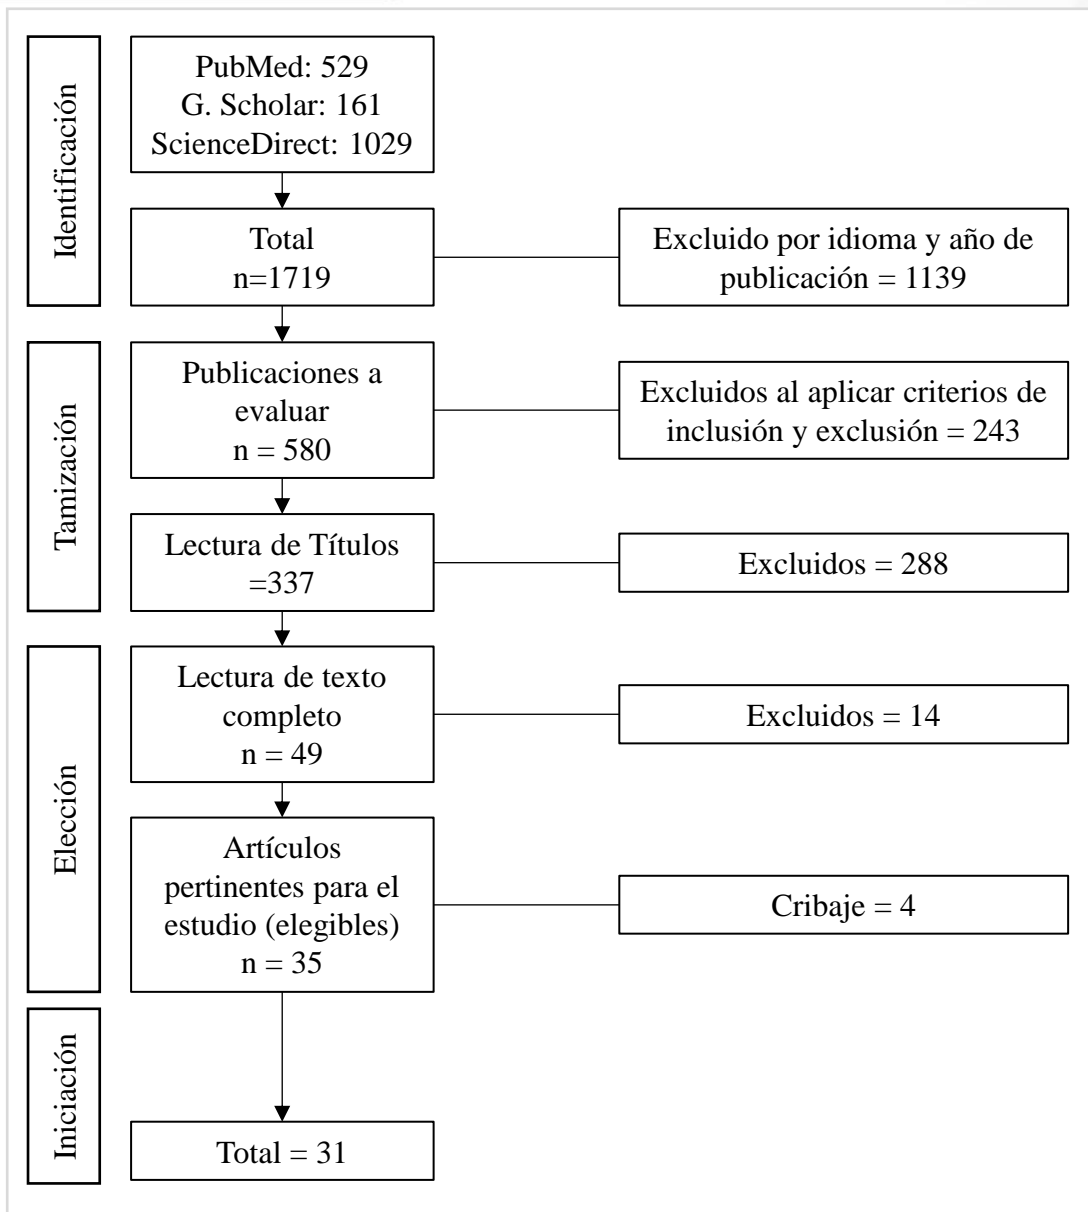 Identificación
PubMed: 529
G. Scholar: 161
ScienceDirect: 1029
Total
n=1719
Excluido por idioma y año de
publicación = 1139
Tamización
Publicaciones a
evaluar
n = 580
Excluidos al aplicar criterios de
inclusión y exclusión = 243
Lectura de Títulos
=337
Excluidos = 288
Elección
Lectura de texto
completo
n = 49
Excluidos = 14
Artículos
pertinentes para el
estudio (elegibles)
n = 35
Cribaje = 4
Iniciación
Total = 31